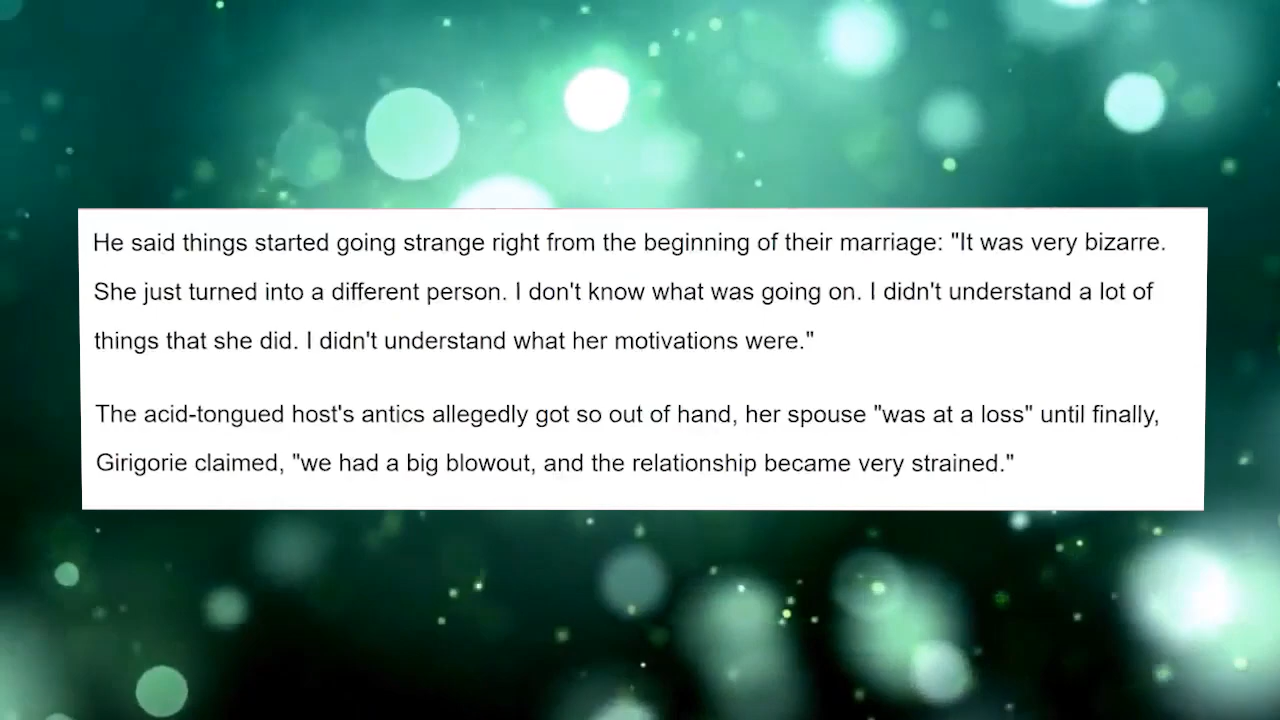 He said things started going strange right from the beginning of their marriage: "It was very bizarre.
She just turned into a different person. I don't know what was going on. I didn't understand a lot of
things that she did. I didn't understand what her motivations were."
The acid-tongued host's antics allegedly got so out of hand, her spouse "was at a loss" until finally,
Girigorie claimed, "we had a big blowout, and the relationship became very strained."